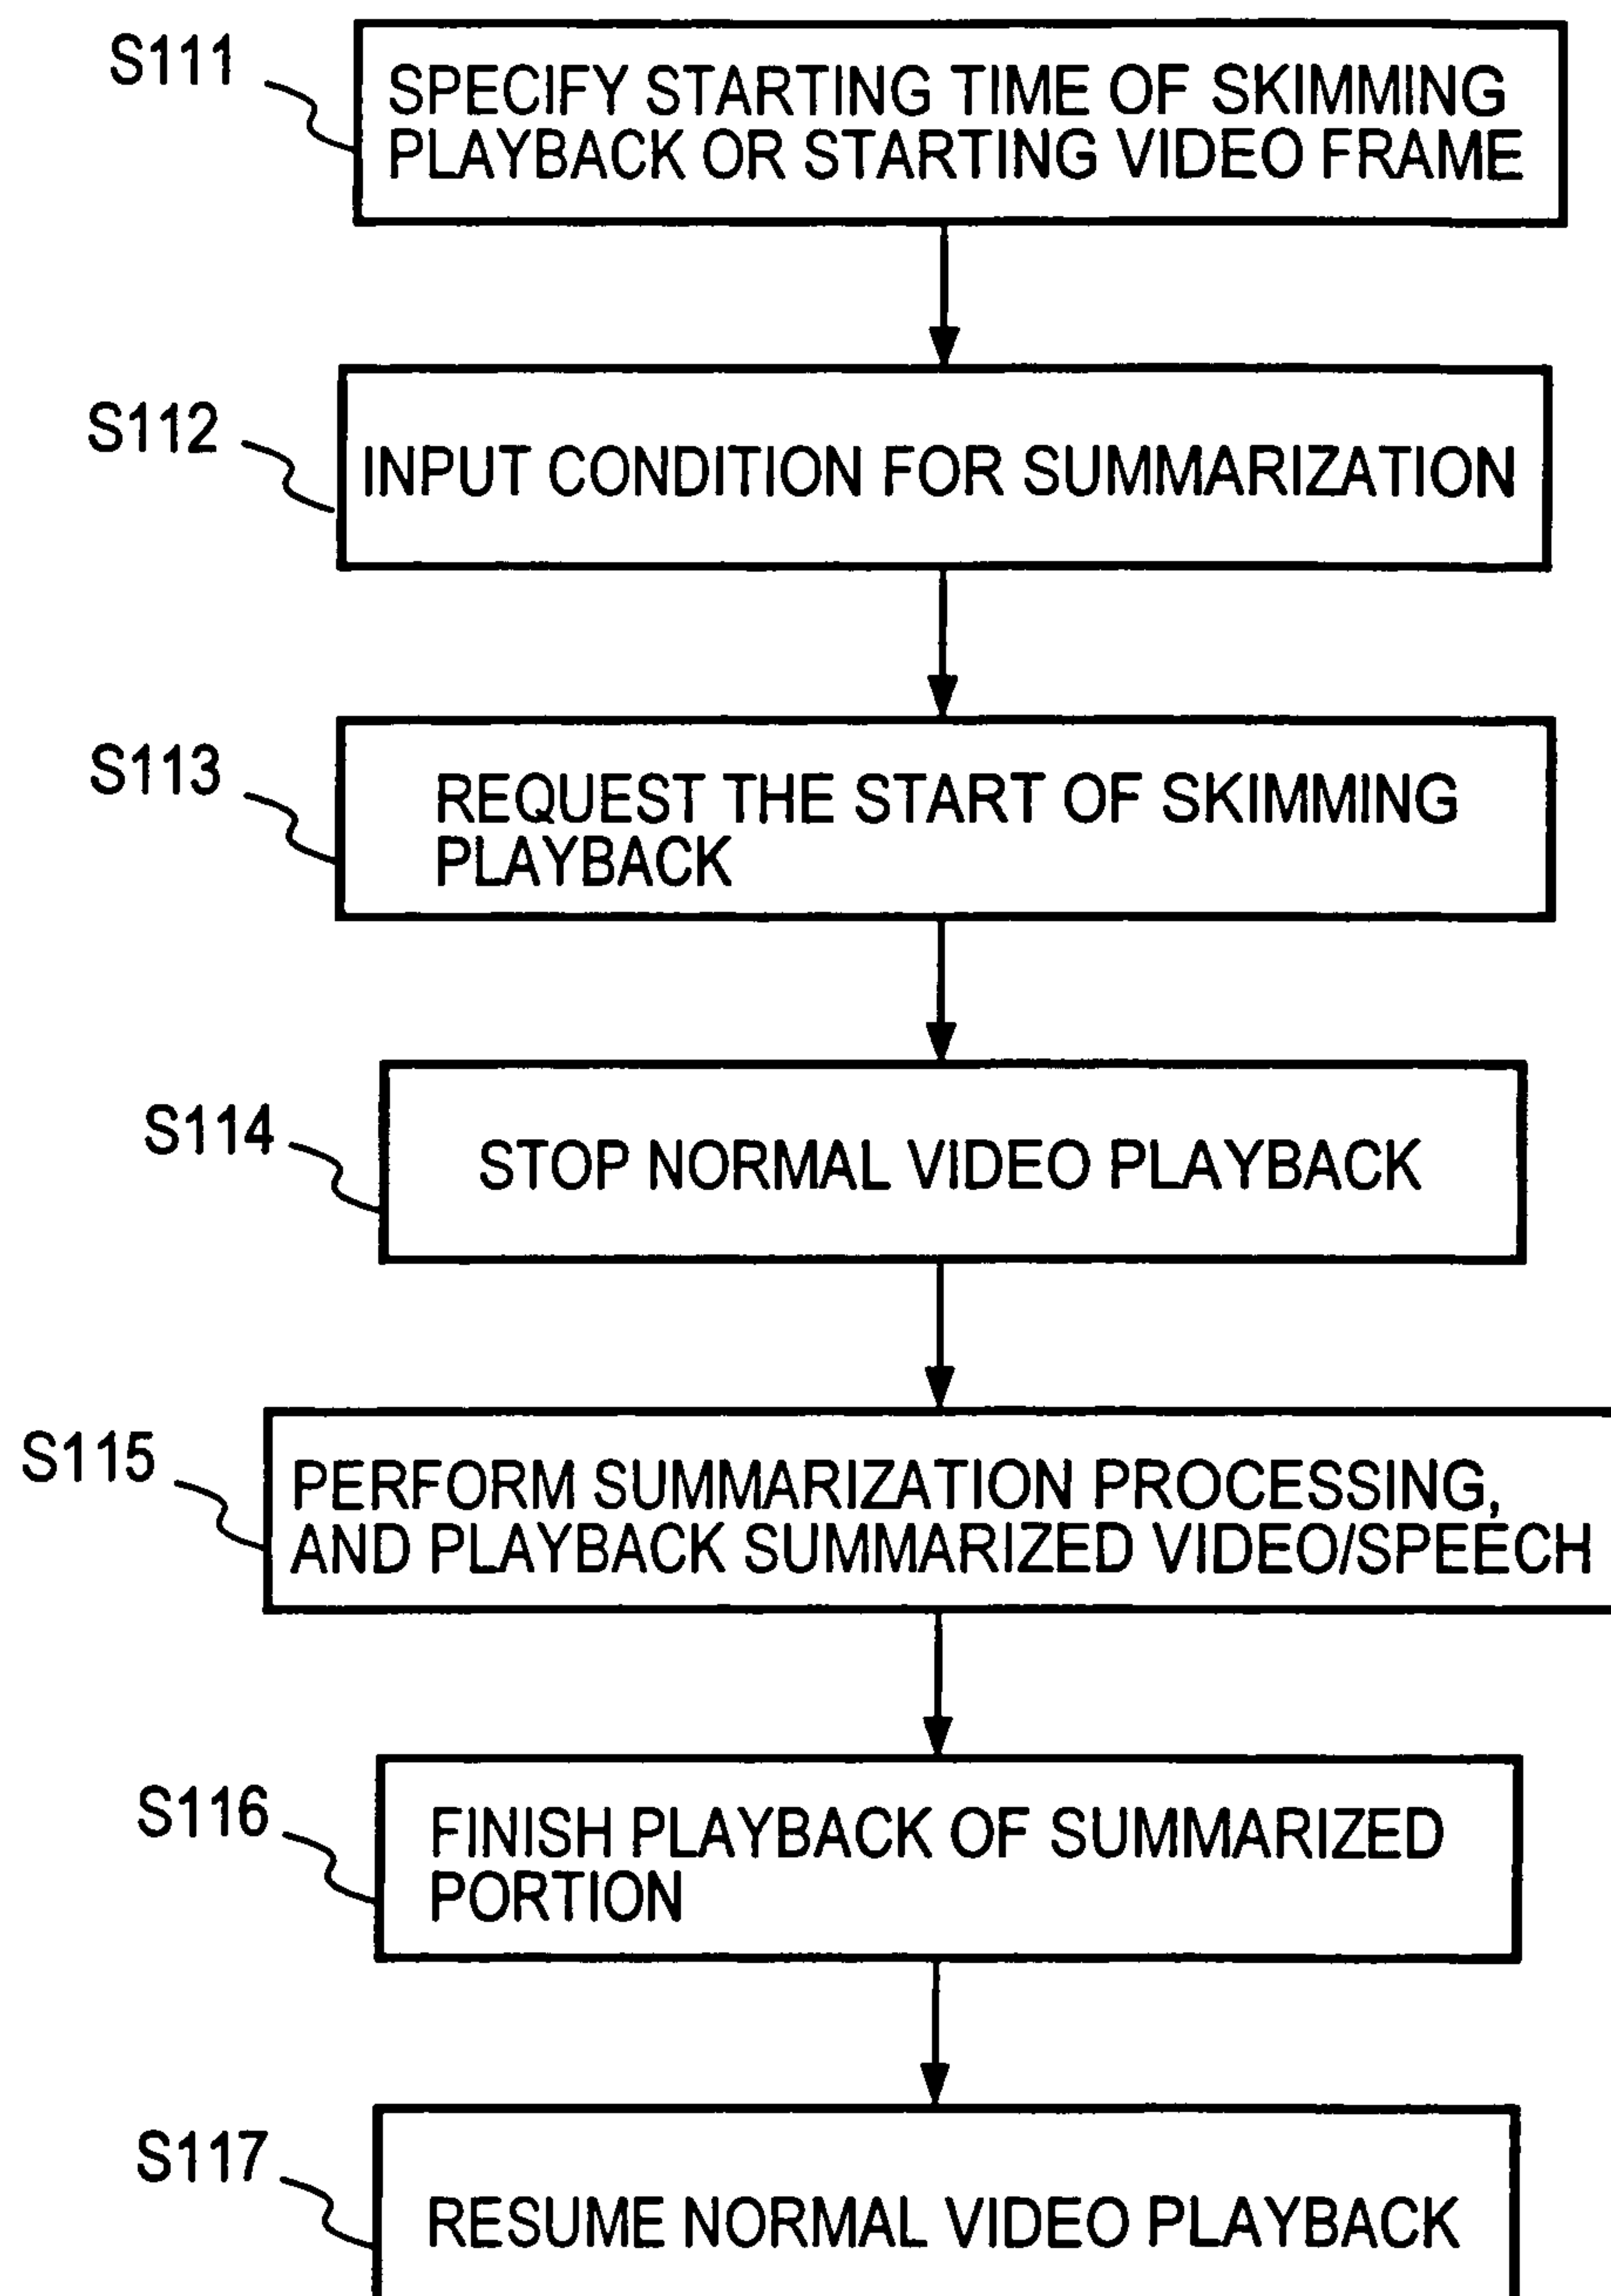 S111
SPECIFY STARTING TIME OF SKIMMING
PLAYBACK OR STARTING VIDEO FRAME
S112
INPUT CONDITION FOR SUMMARIZATION
S113
REQUEST THE START OF SKIMMING
PLAYBACK
S114
STOP NORMAL VIDEO PLAYBACK
S115
PERFORM SUMMARIZATION PROCESSING,
AND PLAYBACK SUMMARIZED VIDEO/SPEECH
S116
FINISH PLAYBACK OF SUMMARIZED
PORTION
S117
RESUME NORMAL VIDEO PLAYBACK